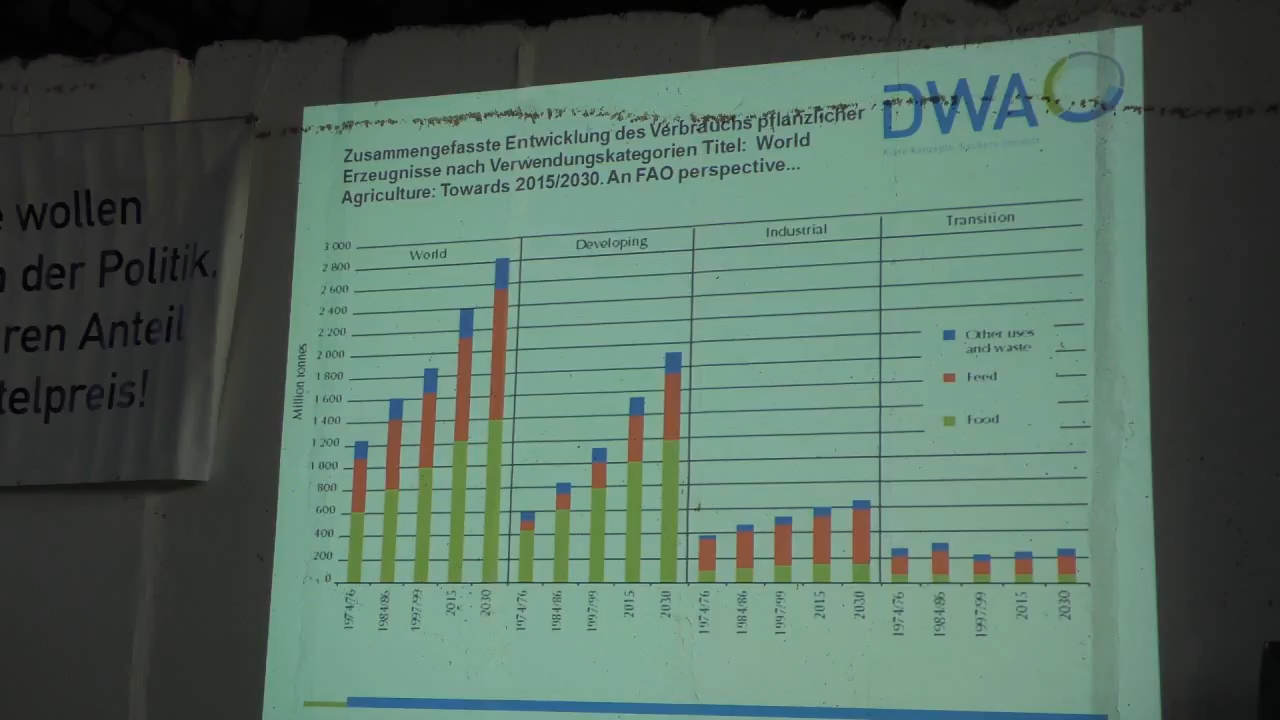 wollen
der Politik,
ren Anteil
telpreis!
DWA
Klare Konzepte. Saubere Umwelt.
Zusammengefasste Entwicklung des Verbrauchs pflanzlicher
Erzeugnisse nach Verwendungskategorien Titel: World
Agriculture: Towards 2015/2030. An FAO perspective...
World
Developing
Industrial
Transition
Million tonnes
3 000
2 800
2 600
2 400
2 200
2 000
1 800
1 600
1 400
1 200
1 000
800
600
400
200
0
Other uses
and waste
Feed
Food
1974/76
1984/86
1997/99
2015
2030
1974/76
1984/86
1997/99
2015
2030
1974/76
1984/86
1997/99
2015
2030
1974/76
1984/86
1997/99
2015
2030